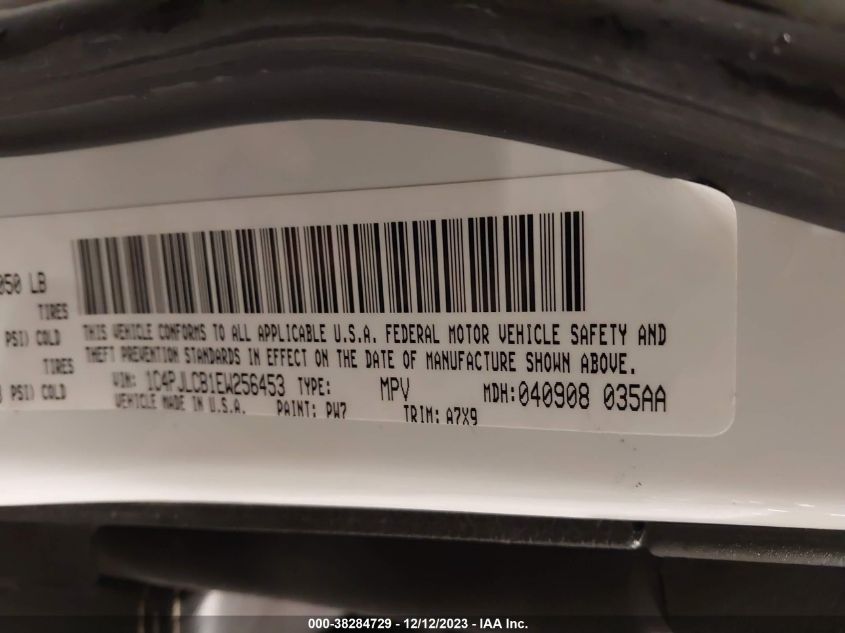 050 LB
TIRES
PSI) COLD
TIRES
PSI) COLD
THIS VEHICLE CONFORMS TO ALL APPLICABLE U.S.A. FEDERAL MOTOR VEHICLE SAFETY AND
THEFT PREVENTION STANDARDS IN EFFECT ON THE DATE OF MANUFACTURE SHOWN ABOVE.
VIN: 1C4PJLCB1EW256453 TYPE: MPV MDH:040908 035AA
VEHICLE MADE IN U.S.A. PAINT: PW7 TRIM: A7X9
000-38284729 - 12/12/2023 - IAA Inc.